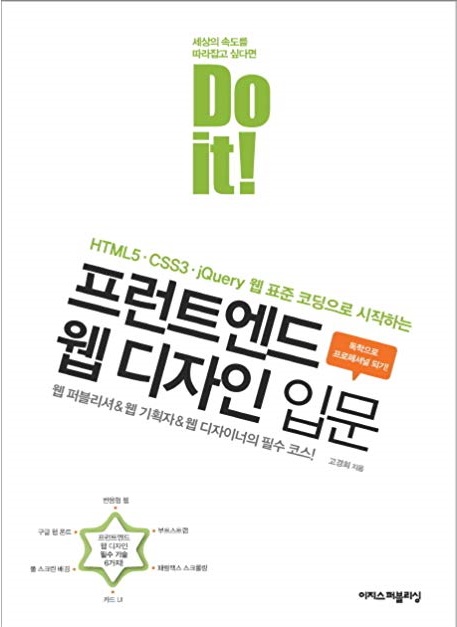 세상의 속도를
따라잡고 싶다면
Do
it!
HTML5 · CSS3 · jQuery 웹 표준 코딩으로 시작하는
프런트엔드
웹 디자인 입문
독학으로
프로페셔널 되기!
웹 퍼블리셔&웹 기획자&웹 디자이너의 필수 코스!
고경희 지음
반응형 웹
구글 웹 폰트
부트스트랩
프런트엔드
웹 디자인
필수 기술
6가지!
풀 스크린 배경
패럴랙스 스크롤링
카드 UI
이지스퍼블리싱